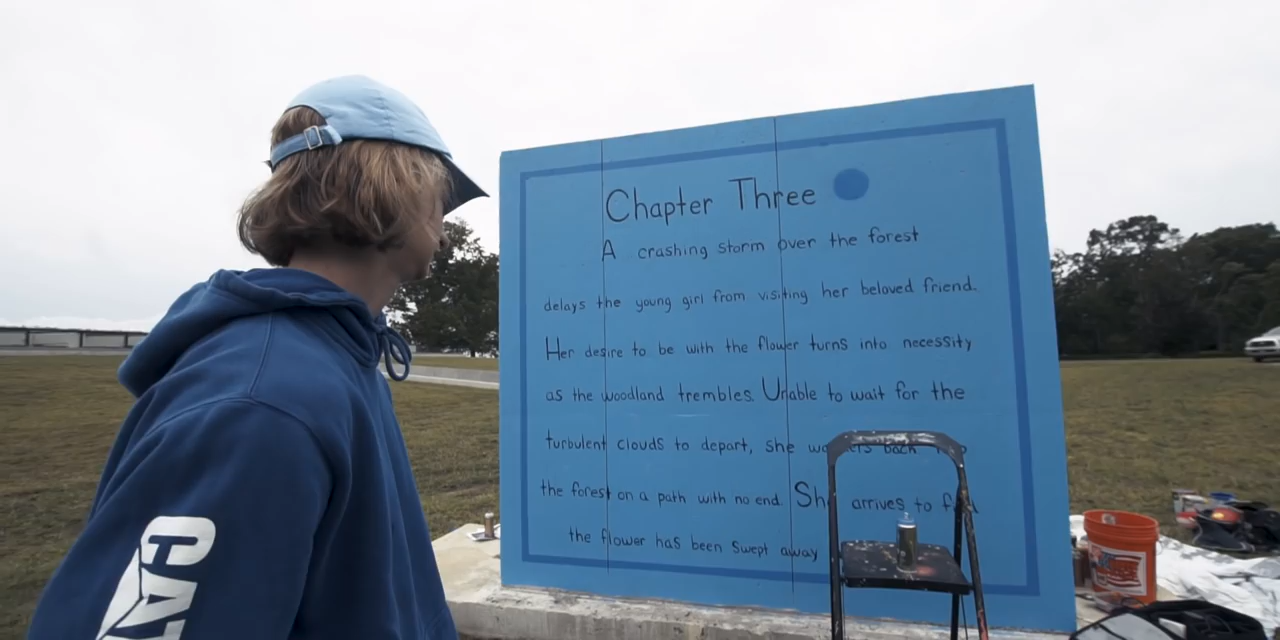 Chapter Three
A crashing storm over the forest
delays the young girl from visiting her beloved friend.
Her desire to be with the flower turns into necessity
as the woodland trembles. Unable to wait for the
turbulent clouds to depart, she back
the forest on a path with no end. She arrives to
the flower has been swept away
CAT